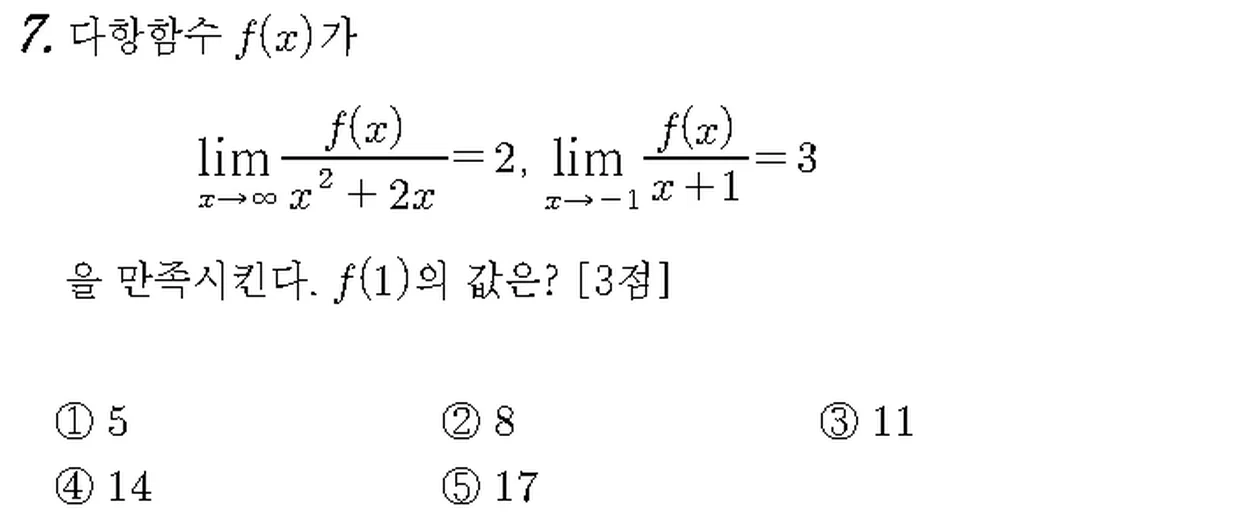 7. 다항함수 f(x)가
lim_{x→∞} f(x)/(x² + 2x) = 2, lim_{x→-1} f(x)/(x+1) = 3
을 만족시킨다. f(1)의 값은? [3점]
① 5 ② 8 ③ 11
④ 14 ⑤ 17